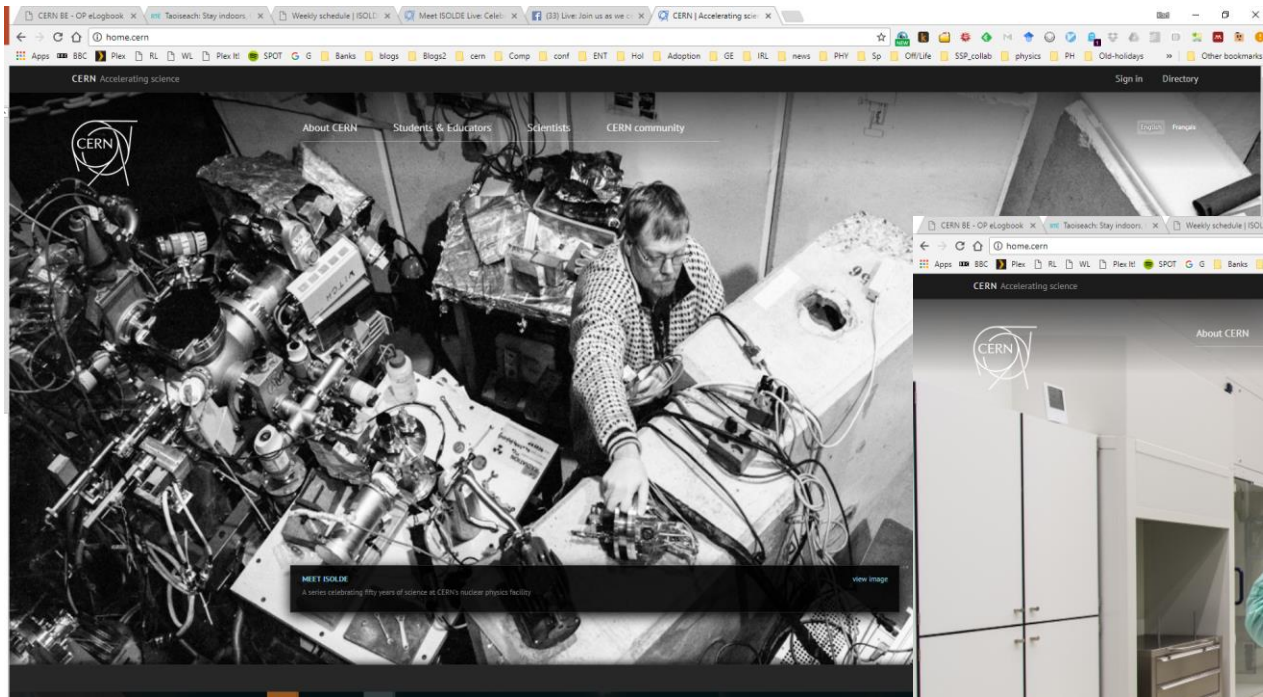 CERN BE - OP eLogbook
Taoiseach: Stay indoors,
Weekly schedule | ISOLD
Meet ISOLDE Live: Celeb
(33) Live: Join us as we c
CERN | Accelerating scie
home.cern
Apps BBC Plex RL WL Plex It! SPOT G G Banks blogs Blogs2 cern Comp conf ENT Hol Adoption GE IRL news PHY Sp Off/Life SSP_collab physics PH Old-holidays » Other bookmarks
CERN Accelerating science
Sign in Directory
CERN
About CERN Students & Educators Scientists CERN community
English Français
99
MEET ISOLDE
view image
A series celebrating fifty years of science at CERN's nuclear physics facility
CERN BE - OP eLogbook
Taoiseach: Stay indoors,
Weekly schedule | ISOL
home.cern
Apps BBC Plex RL WL Plex It! SPOT G G Banks
CERN Accelerating science
CERN
About CERN